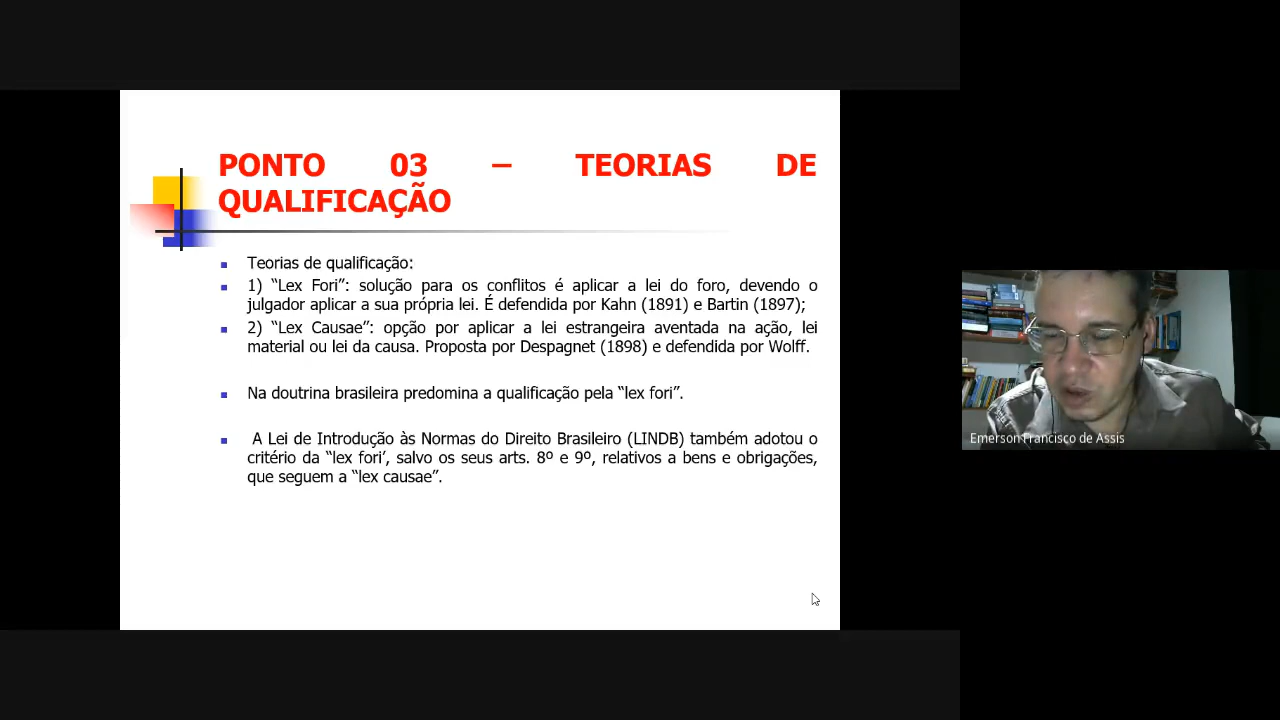 PONTO 03 – TEORIAS DE
QUALIFICAÇÃO
Teorias de qualificação:
1) “Lex Fori”: solução para os conflitos é aplicar a lei do foro, devendo o
julgador aplicar a sua própria lei. É defendida por Kahn (1891) e Bartin (1897);
2) “Lex Causae”: opção por aplicar a lei estrangeira aventada na ação, lei
material ou lei da causa. Proposta por Despagnet (1898) e defendida por Wolff.
Na doutrina brasileira predomina a qualificação pela “lex fori”.
A Lei de Introdução às Normas do Direito Brasileiro (LINDB) também adotou o
critério da “lex fori’, salvo os seus arts. 8º e 9º, relativos a bens e obrigações,
que seguem a “lex causae”.
Emerson Francisco de Assis